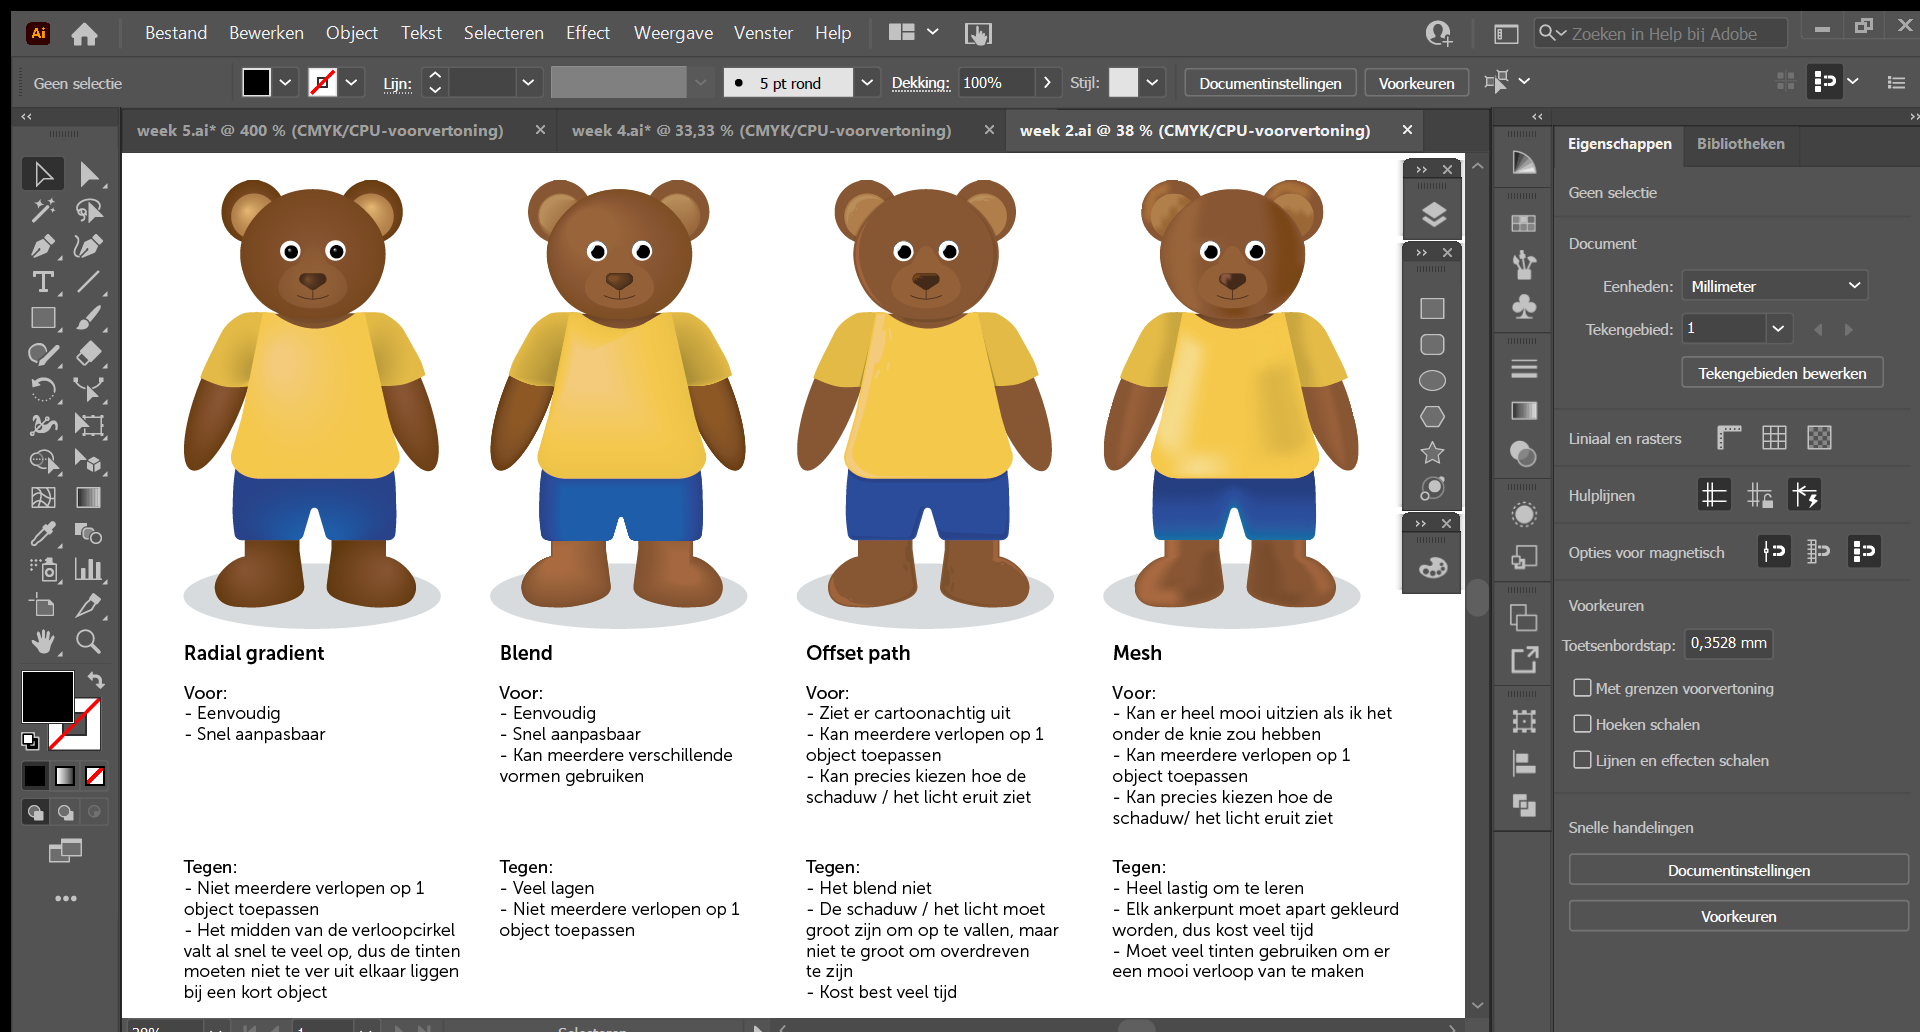 Ai Bestand Bewerken Object Tekst Selecteren Effect Weergave Venster Help Zoeken in Help bij Adobe
Geen selectie Lijn: 5 pt rond Dekking: 100% Stijl: Documentinstellingen Voorkeuren
week 5.ai* @ 400 % (CMYK/CPU-voorvertoning) week 4.ai* @ 33,33 % (CMYK/CPU-voorvertoning) week 2.ai @ 38 % (CMYK/CPU-voorvertoning)
Radial gradient
Voor:
- Eenvoudig
- Snel aanpasbaar
Tegen:
- Niet meerdere verlopen op 1
object toepassen
- Het midden van de verloopcirkel
valt al snel te veel op, dus de tinten
moeten niet te ver uit elkaar liggen
bij een kort object
Blend
Voor:
- Eenvoudig
- Snel aanpasbaar
- Kan meerdere verschillende
vormen gebruiken
Tegen:
- Veel lagen
- Niet meerdere verlopen op 1
object toepassen
Offset path
Voor:
- Ziet er cartoonachtig uit
- Kan meerdere verlopen op 1
object toepassen
- Kan precies kiezen hoe de
schaduw / het licht eruit ziet
Tegen:
- Het blend niet
- De schaduw / het licht moet
groot zijn om op te vallen, maar
niet te groot om overdreven
te zijn
- Kost best veel tijd
Mesh
Voor:
- Kan er heel mooi uitzien als ik het
onder de knie zou hebben
- Kan meerdere verlopen op 1
object toepassen
- Kan precies kiezen hoe de
schaduw/ het licht eruit ziet
Tegen:
- Heel lastig om te leren
- Elk ankerpunt moet apart gekleurd
worden, dus kost veel tijd
- Moet veel tinten gebruiken om er
een mooi verloop van te maken
Eigenschappen Bibliotheken
Geen selectie
Document
Eenheden: Millimeter
Tekengebied: 1
Tekengebieden bewerken
Liniaal en rasters
Hulplijnen
Opties voor magnetisch
Voorkeuren
Toetsenbordstap: 0,3528 mm
Met grenzen voorvertoning
Hoeken schalen
Lijnen en effecten schalen
Snelle handelingen
Documentinstellingen
Voorkeuren
38% 1 Selecteren